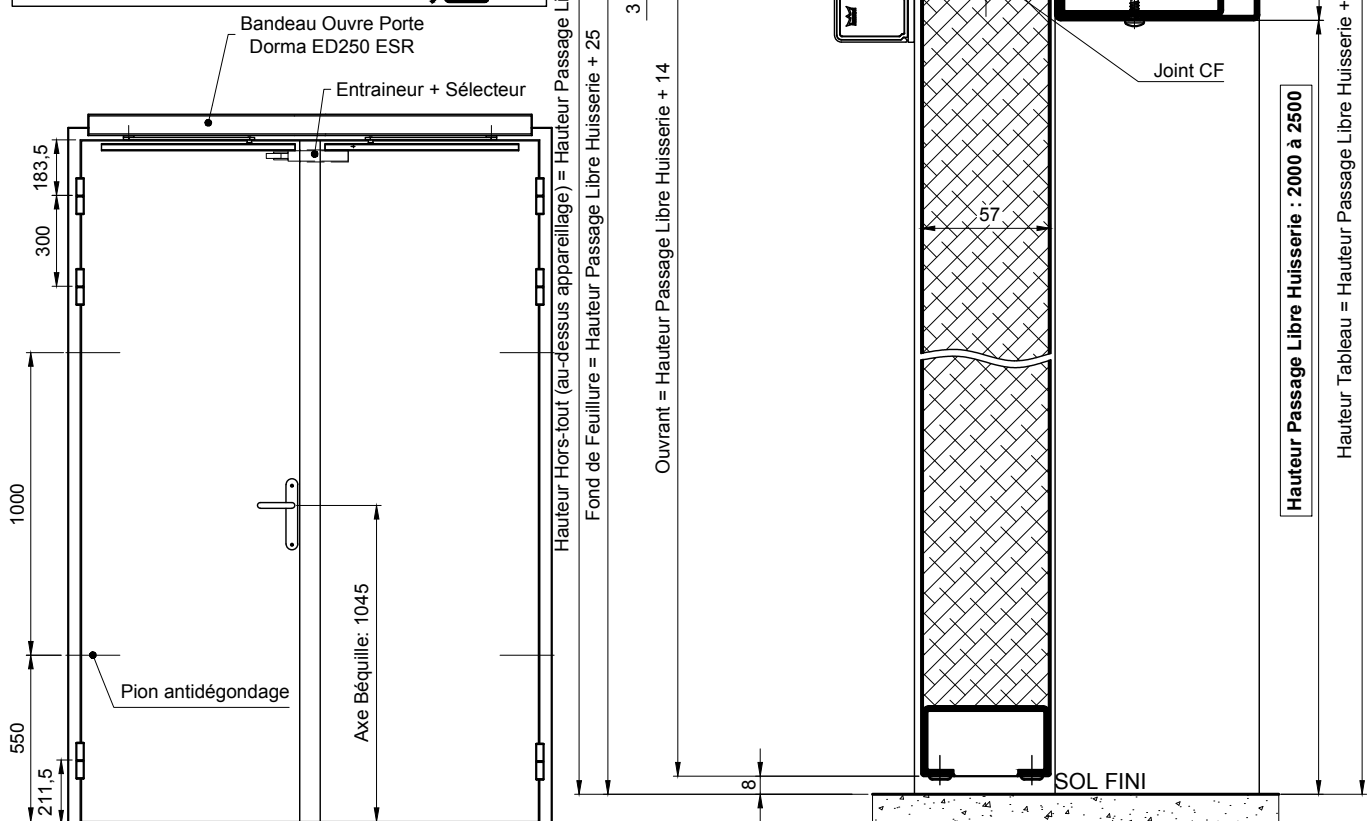 Bandeau Ouvre Porte
Dorma ED250 ESR
Entraineur + Sélecteur
183,5
300
1000
550
211,5
Pion antidégondage
Axe Béquille: 1045
Hauteur Hors-tout (au-dessus appareillage) = Hauteur Passage
Fond de Feuillure = Hauteur Passage Libre Huisserie + 25
3
Ouvrant = Hauteur Passage Libre Huisserie + 14
57
Joint CF
8
SOL FINI
Hauteur Passage Libre Huisserie : 2000 à 2500
Hauteur Tableau = Hauteur Passage Libre Huisserie +